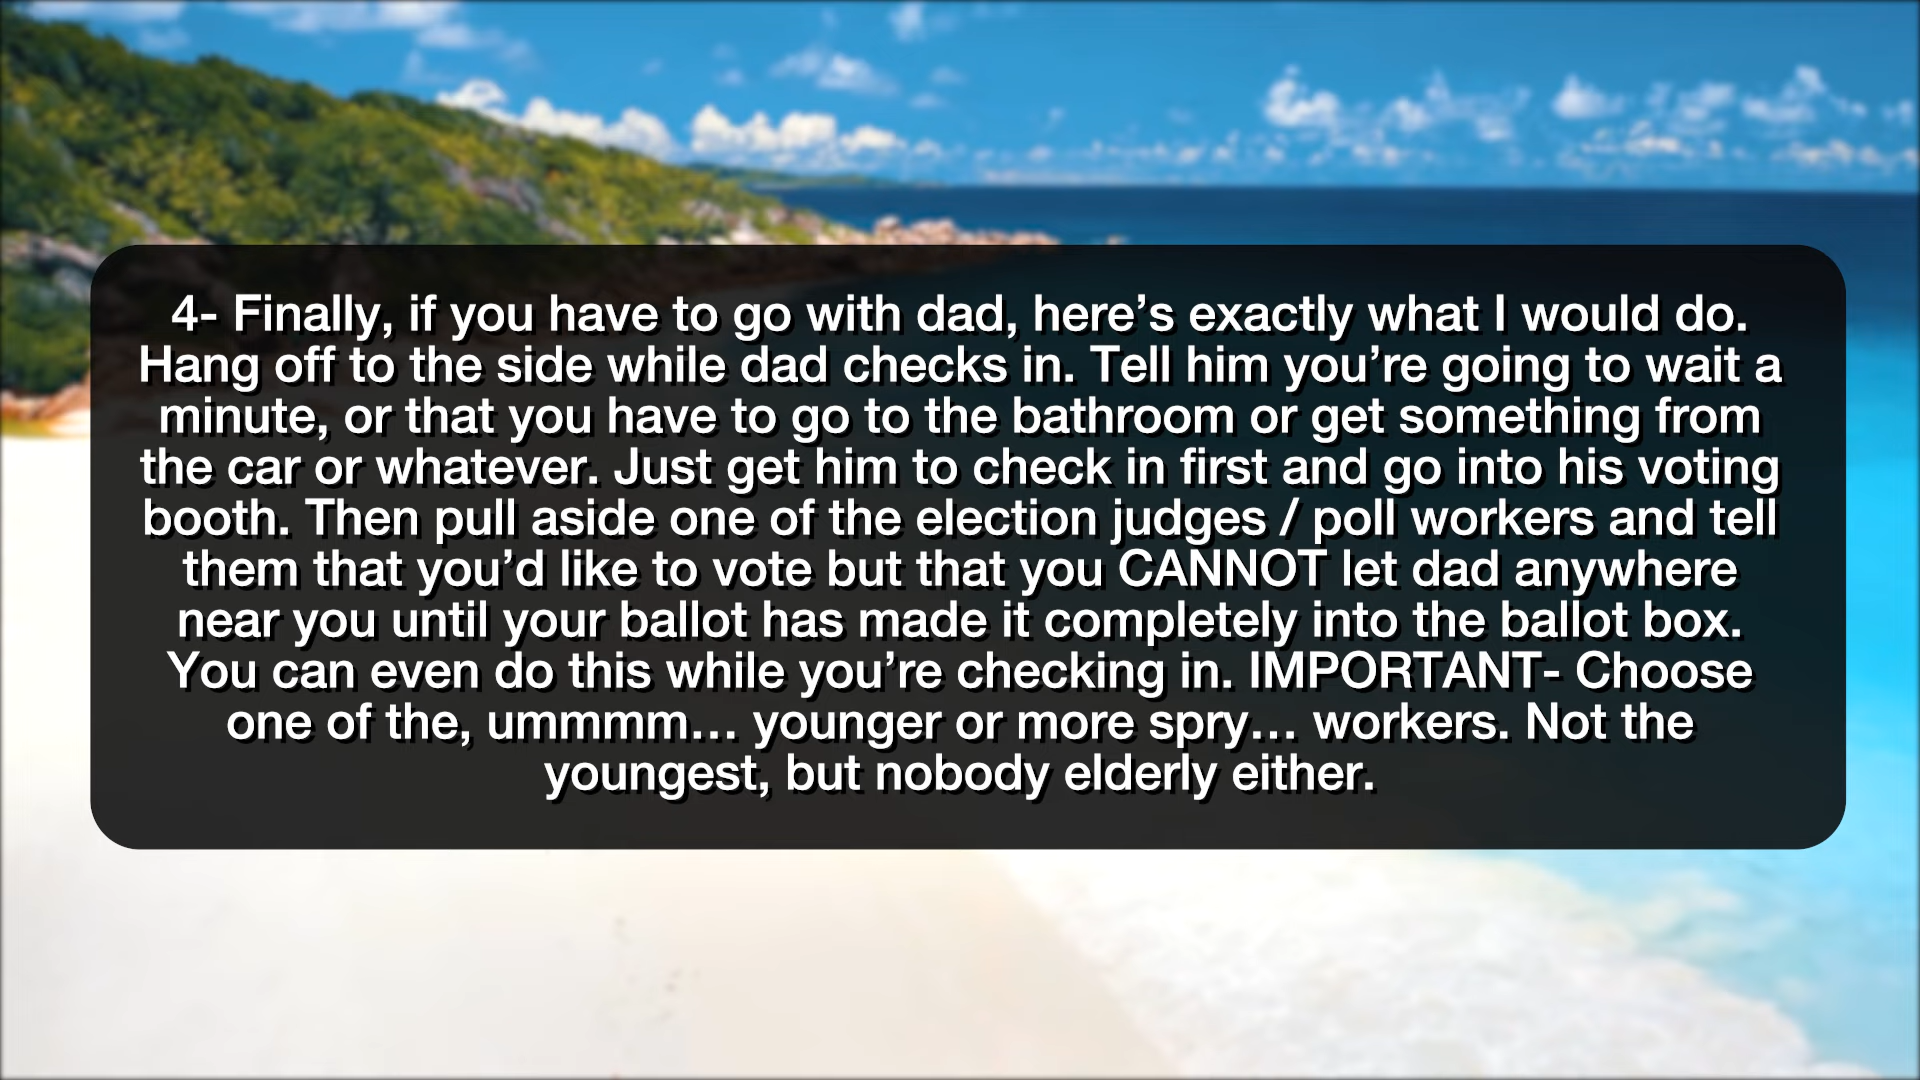 4- Finally, if you have to go with dad, here’s exactly what I would do.
Hang off to the side while dad checks in. Tell him you’re going to wait a
minute, or that you have to go to the bathroom or get something from
the car or whatever. Just get him to check in first and go into his voting
booth. Then pull aside one of the election judges / poll workers and tell
them that you’d like to vote but that you CANNOT let dad anywhere
near you until your ballot has made it completely into the ballot box.
You can even do this while you’re checking in. IMPORTANT- Choose
one of the, ummmm… younger or more spry… workers. Not the
youngest, but nobody elderly either.